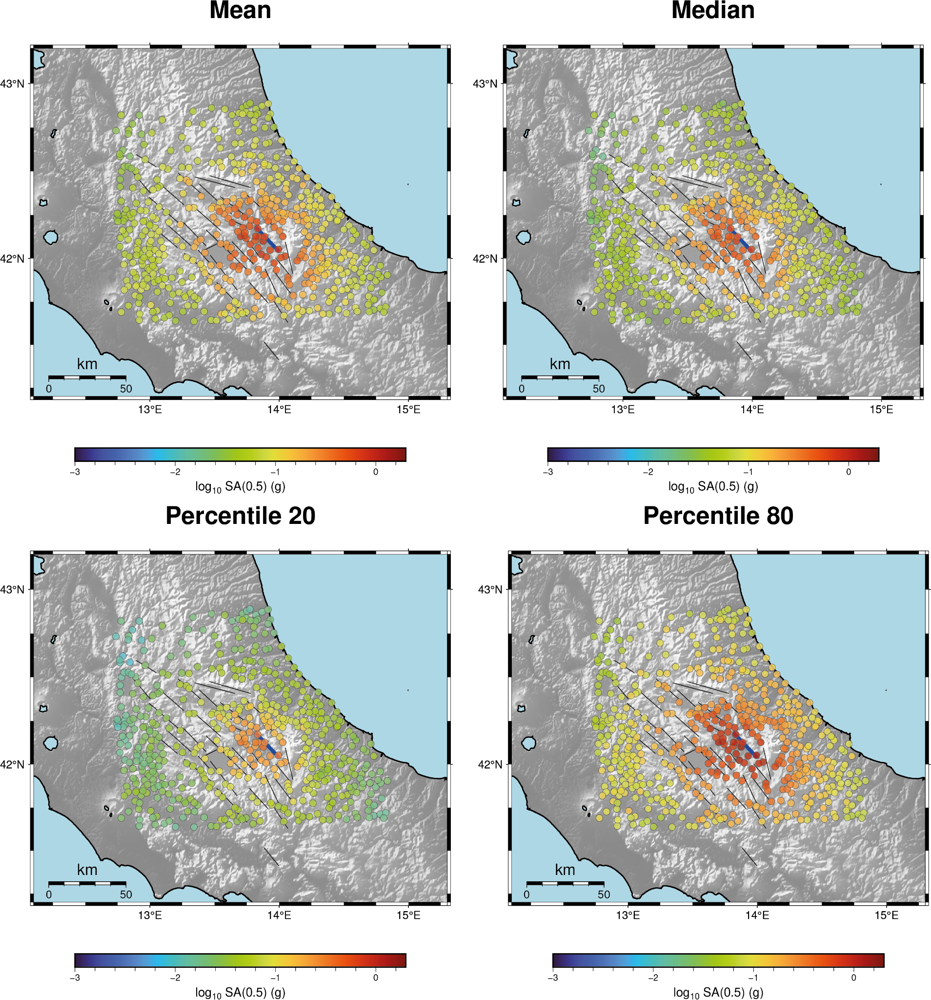 Mean
43°N
42°N
km
0 50
13°E 14°E 15°E
−3 −2 −1 0
log₁₀ SA(0.5) (g)
Median
43°N
42°N
km
0 50
13°E 14°E 15°E
−3 −2 −1 0
log₁₀ SA(0.5) (g)
Percentile 20
43°N
42°N
km
0 50
13°E 14°E 15°E
−3 −2 −1 0
log₁₀ SA(0.5) (g)
Percentile 80
43°N
42°N
km
0 50
13°E 14°E 15°E
−3 −2 −1 0
log₁₀ SA(0.5) (g)